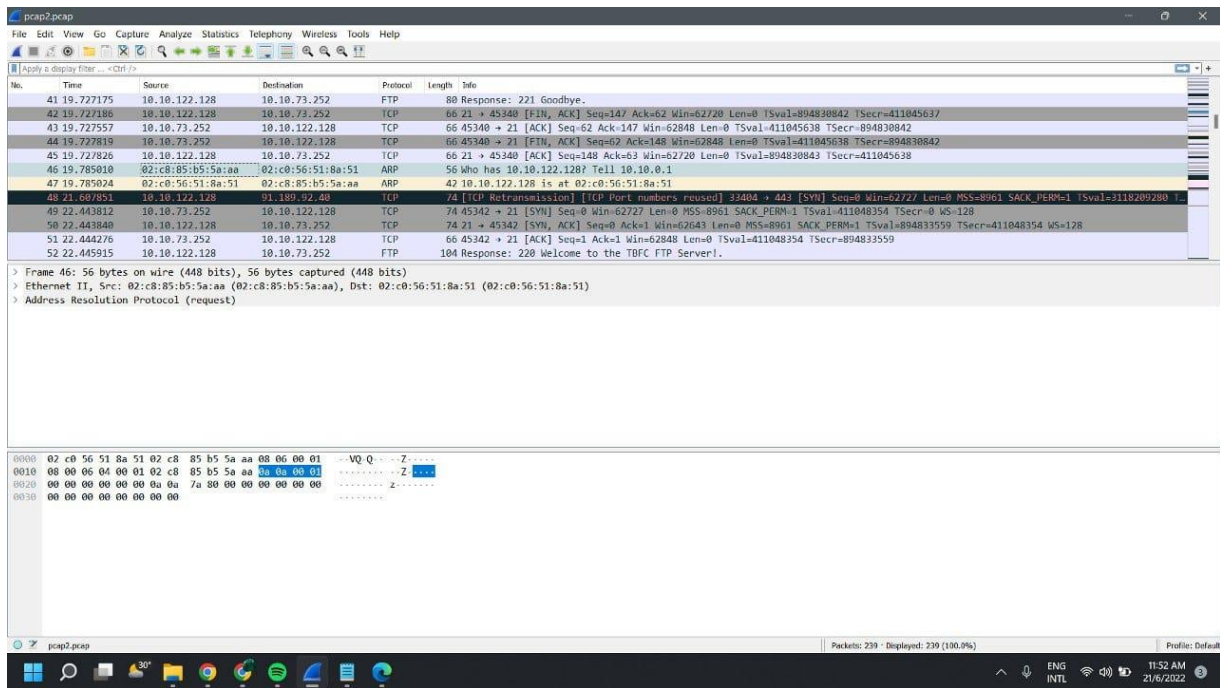 pcap2.pcap
File Edit View Go Capture Analyze Statistics Telephony Wireless Tools Help
Apply a display filter ... <Ctrl-/>
No. Time Source Destination Protocol Length Info
41 19.727175 10.10.122.128 10.10.73.252 FTP 80 Response: 221 Goodbye.
42 19.727186 10.10.122.128 10.10.73.252 TCP 66 21 → 45340 [FIN, ACK] Seq=147 Ack=62 Win=62720 Len=0 TSval=894830842 TSecr=411045637
43 19.727557 10.10.73.252 10.10.122.128 TCP 66 45340 → 21 [ACK] Seq=62 Ack=147 Win=62848 Len=0 TSval=411045638 TSecr=894830842
44 19.727819 10.10.73.252 10.10.122.128 TCP 66 45340 → 21 [FIN, ACK] Seq=62 Ack=148 Win=62848 Len=0 TSval=411045638 TSecr=894830842
45 19.727826 10.10.122.128 10.10.73.252 TCP 66 21 → 45340 [ACK] Seq=148 Ack=63 Win=62720 Len=0 TSval=894830843 TSecr=411045638
46 19.785010 02:c8:85:b5:5a:aa 02:c0:56:51:8a:51 ARP 56 Who has 10.10.122.128? Tell 10.10.0.1
47 19.785024 02:c0:56:51:8a:51 02:c8:85:b5:5a:aa ARP 42 10.10.122.128 is at 02:c0:56:51:8a:51
48 21.607851 10.10.122.128 91.189.92.40 TCP 74 [TCP Retransmission] [TCP Port numbers reused] 33404 → 443 [SYN] Seq=0 Win=62727 Len=0 MSS=8961 SACK_PERM=1 TSval=3118209280 T…
49 22.443812 10.10.73.252 10.10.122.128 TCP 74 45342 → 21 [SYN] Seq=0 Win=62727 Len=0 MSS=8961 SACK_PERM=1 TSval=411048354 TSecr=0 WS=128
50 22.443840 10.10.122.128 10.10.73.252 TCP 74 21 → 45342 [SYN, ACK] Seq=0 Ack=1 Win=62643 Len=0 MSS=8961 SACK_PERM=1 TSval=894833559 TSecr=411048354 WS=128
51 22.444276 10.10.73.252 10.10.122.128 TCP 66 45342 → 21 [ACK] Seq=1 Ack=1 Win=62848 Len=0 TSval=411048354 TSecr=894833559
52 22.445915 10.10.122.128 10.10.73.252 FTP 104 Response: 220 Welcome to the TBFC FTP Server!.
> Frame 46: 56 bytes on wire (448 bits), 56 bytes captured (448 bits)
> Ethernet II, Src: 02:c8:85:b5:5a:aa (02:c8:85:b5:5a:aa), Dst: 02:c0:56:51:8a:51 (02:c0:56:51:8a:51)
> Address Resolution Protocol (request)
0000 02 c0 56 51 8a 51 02 c8 85 b5 5a aa 08 06 00 01 ··VQ·Q·· ··Z·····
0010 08 00 06 04 00 01 02 c8 85 b5 5a aa 0a 0a 00 01 ········ ··Z·····
0020 00 00 00 00 00 00 0a 0a 7a 80 00 00 00 00 00 00 ········ z·······
0030 00 00 00 00 00 00 00 00 ········
pcap2.pcap Packets: 239 · Displayed: 239 (100.0%) Profile: Default
30° ENG INTL 11:52 AM 21/6/2022 3